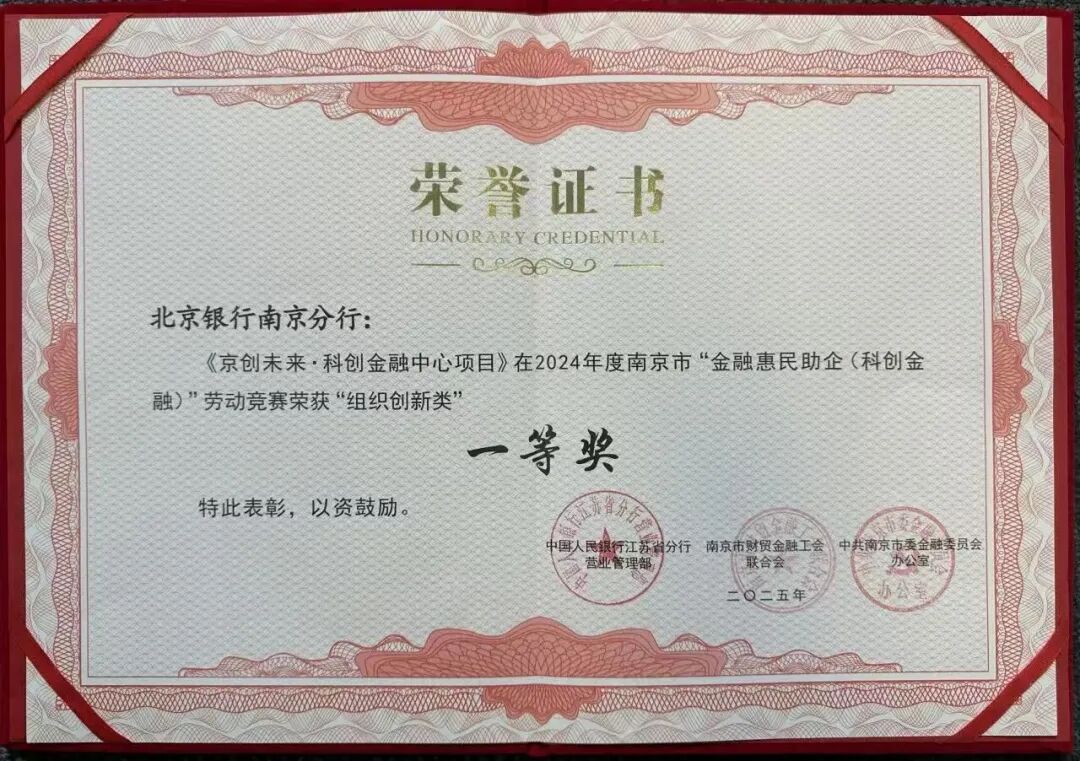 荣誉证书
HONORARY CREDENTIAL
北京银行南京分行：
《京创未来·科创金融中心项目》在2024年度南京市“金融惠民助企（科创金
融）”劳动竞赛荣获“组织创新类”
一等奖
特此表彰，以资鼓励。
中国人民银行江苏省分行
营业管理部
南京市财贸金融工会
联合会
中共南京市委金融委员会
办公室
二〇二五年